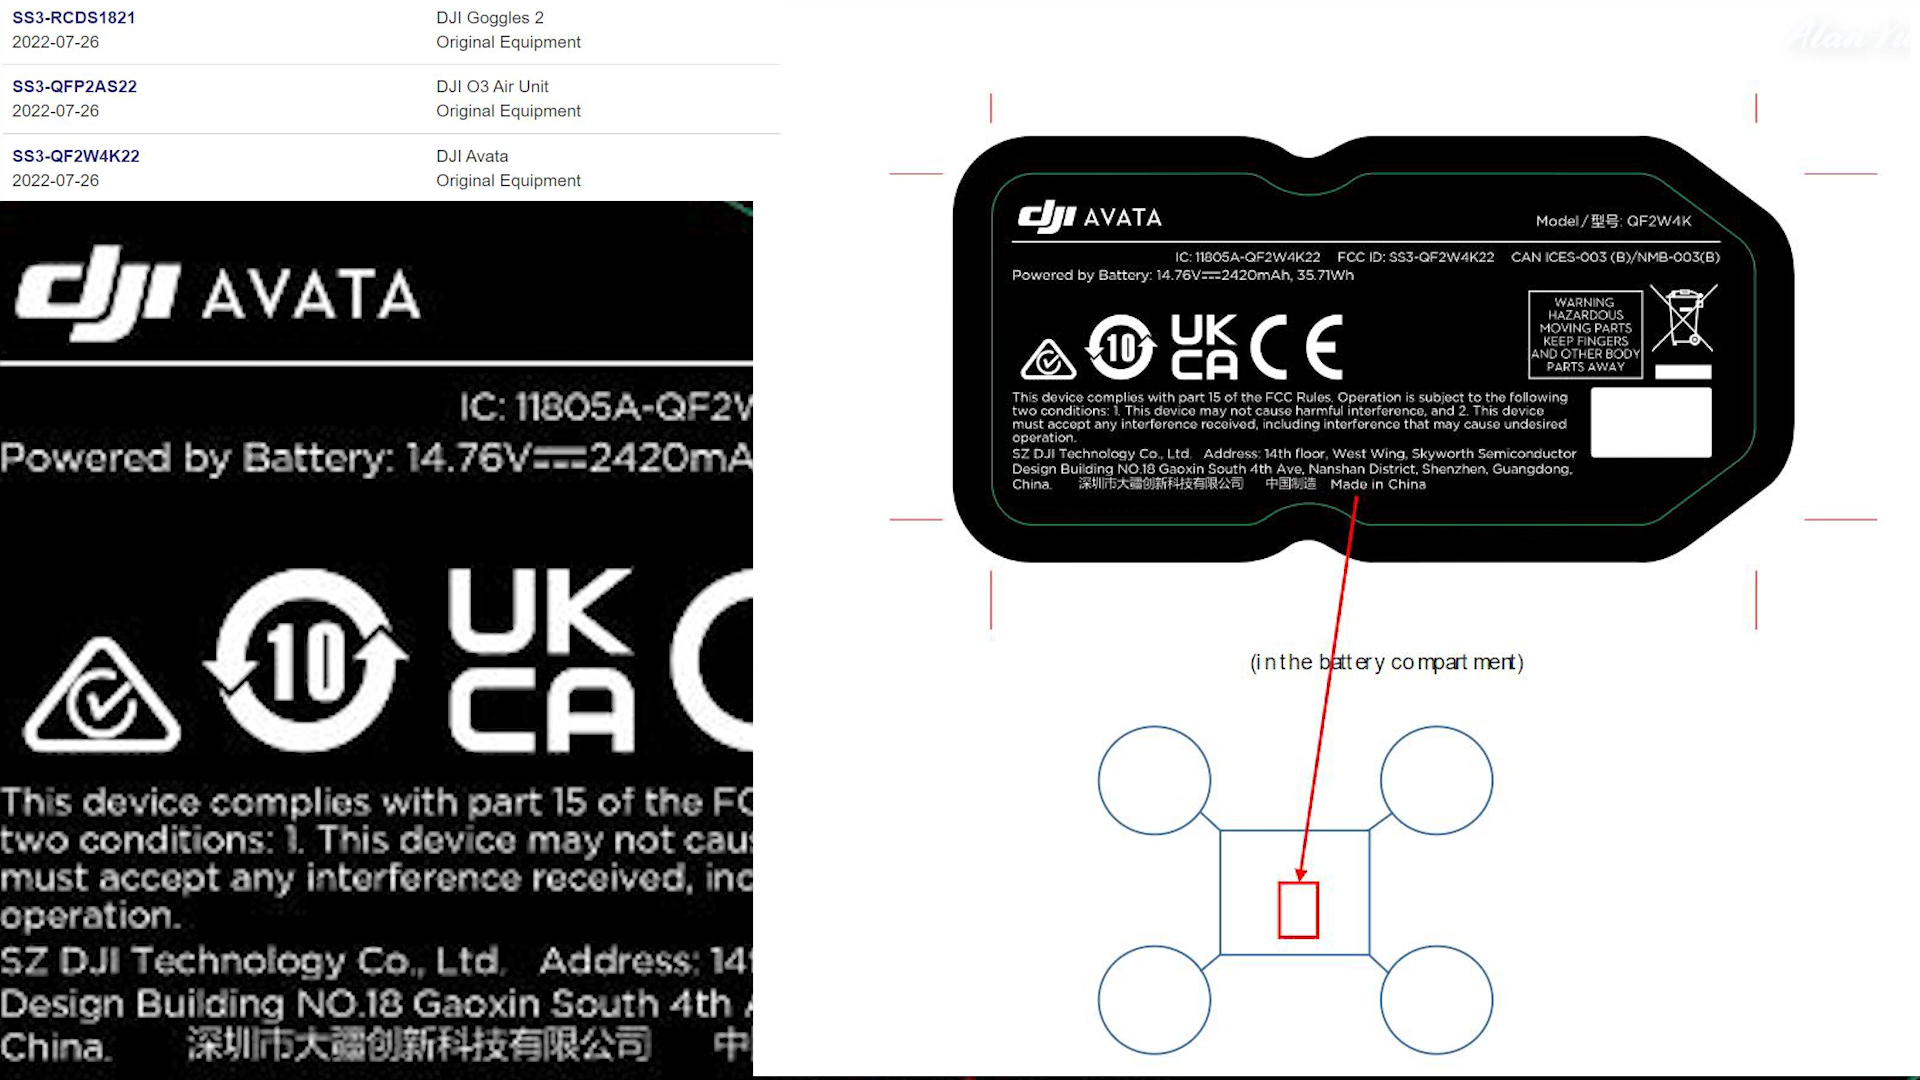 SS3-RCDS1821 DJI Goggles 2
2022-07-26 Original Equipment
SS3-QFP2AS22 DJI O3 Air Unit
2022-07-26 Original Equipment
SS3-QF2W4K22 DJI Avata
2022-07-26 Original Equipment
dji AVATA
IC: 11805A-QF2W
Powered by Battery: 14.76V⎓2420mA
10
UK
CA
This device complies with part 15 of the FC
two conditions: 1. This device may not cau
must accept any interference received, inc
operation.
SZ DJI Technology Co., Ltd. Address: 14
Design Building NO.18 Gaoxin South 4th
China. 深圳市大疆创新科技有限公司 中
dji AVATA Model/型号: QF2W4K
IC: 11805A-QF2W4K22 FCC ID: SS3-QF2W4K22 CAN ICES-003 (B)/NMB-003(B)
Powered by Battery: 14.76V⎓2420mAh, 35.71Wh
10
UK
CA
CE
WARNING
HAZARDOUS
MOVING PARTS
KEEP FINGERS
AND OTHER BODY
PARTS AWAY
This device complies with part 15 of the FCC Rules. Operation is subject to the following
two conditions: 1. This device may not cause harmful interference, and 2. This device
must accept any interference received, including interference that may cause undesired
operation.
SZ DJI Technology Co., Ltd. Address: 14th floor, West Wing, Skyworth Semiconductor
Design Building NO.18 Gaoxin South 4th Ave, Nanshan District, Shenzhen, Guangdong,
China. 深圳市大疆创新科技有限公司 中国制造 Made in China
(in the battery compartment)